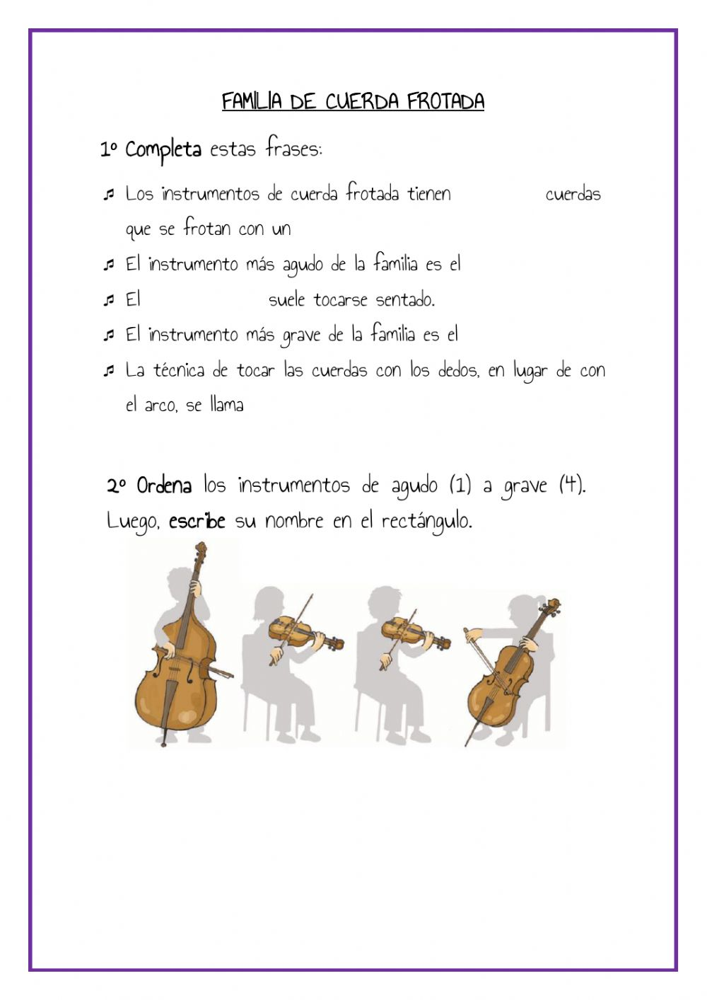 FAMILIA DE CUERDA FROTADA
1º Completa estas frases:
♫ Los instrumentos de cuerda frotada tienen cuerdas
que se frotan con un
♫ El instrumento más agudo de la familia es el
♫ El suele tocarse sentado.
♫ El instrumento más grave de la familia es el
♫ La técnica de tocar las cuerdas con los dedos, en lugar de con
el arco, se llama
2º Ordena los instrumentos de agudo (1) a grave (4).
Luego, escribe su nombre en el rectángulo.